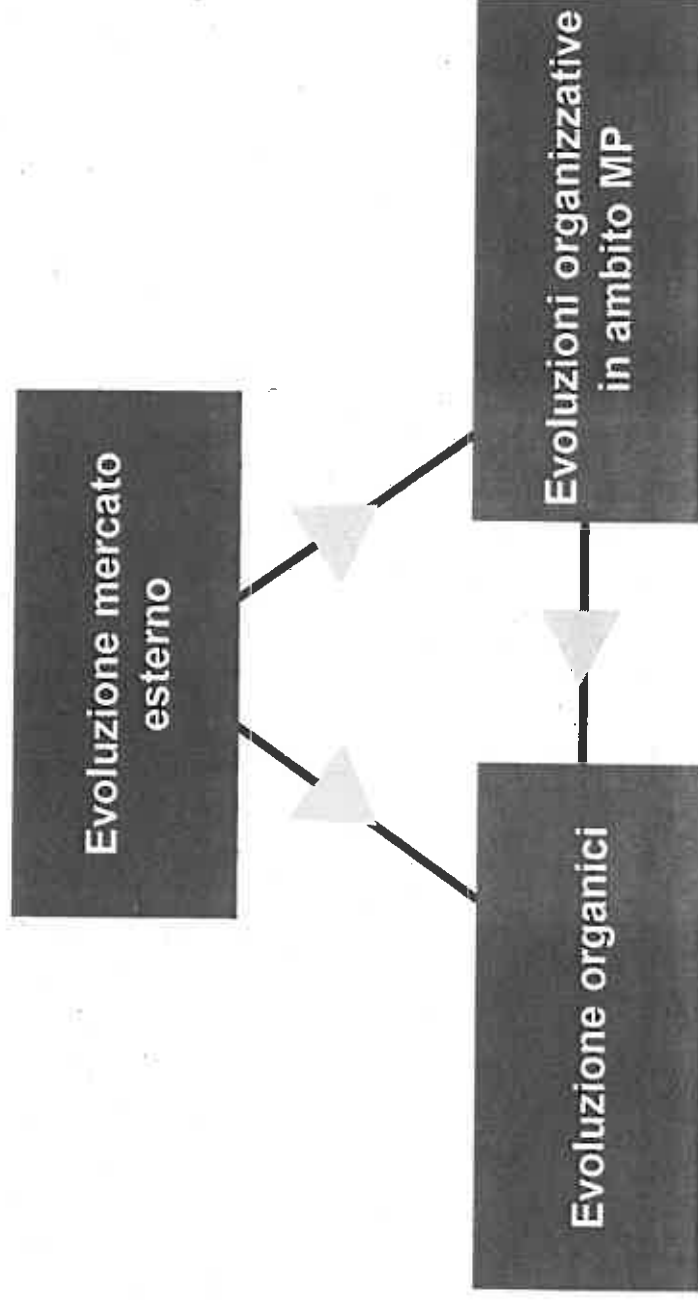 Evoluzione mercato
esterno
Evoluzione organici
Evoluzioni organizzative
in ambito MP